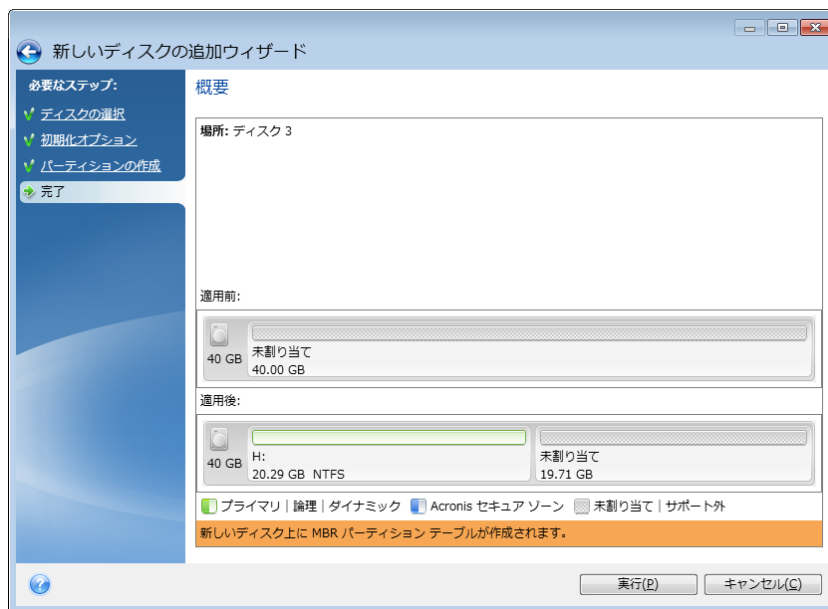 新しいディスクの追加ウィザード
必要なステップ:
ディスクの選択
初期化オプション
パーティションの作成
完了
概要
場所: ディスク 3
適用前:
40 GB
未割り当て
40.00 GB
適用後:
40 GB
H:
20.29 GB NTFS
未割り当て
19.71 GB
プライマリ | 論理 | ダイナミック Acronis セキュア ゾーン 未割り当て | サポート外
新しいディスク上に MBR パーティション テーブルが作成されます。
実行(P) キャンセル(C)